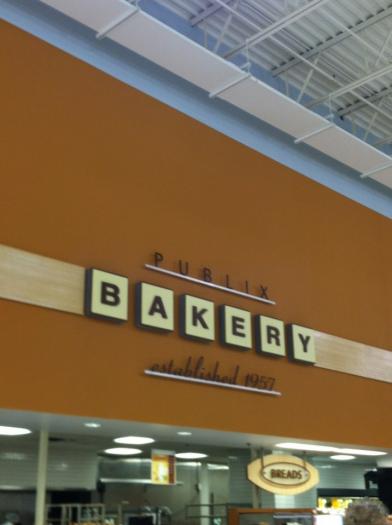 PUBLIX
BAKERY
established 1957
BREADS